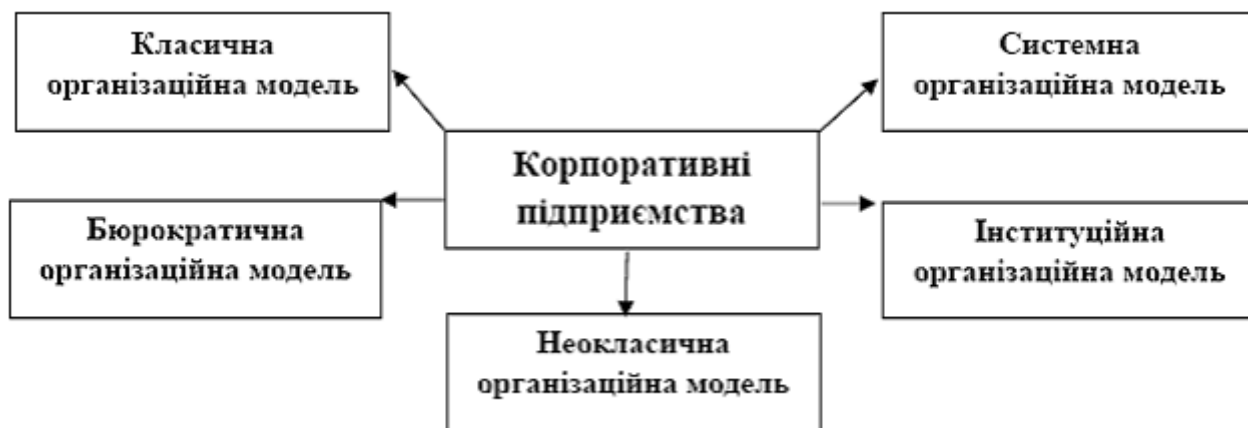 Класична
організаційна модель
Системна
організаційна модель
Корпоративні
підприємства
Бюрократична
організаційна модель
Інституційна
організаційна модель
Неокласична
організаційна модель